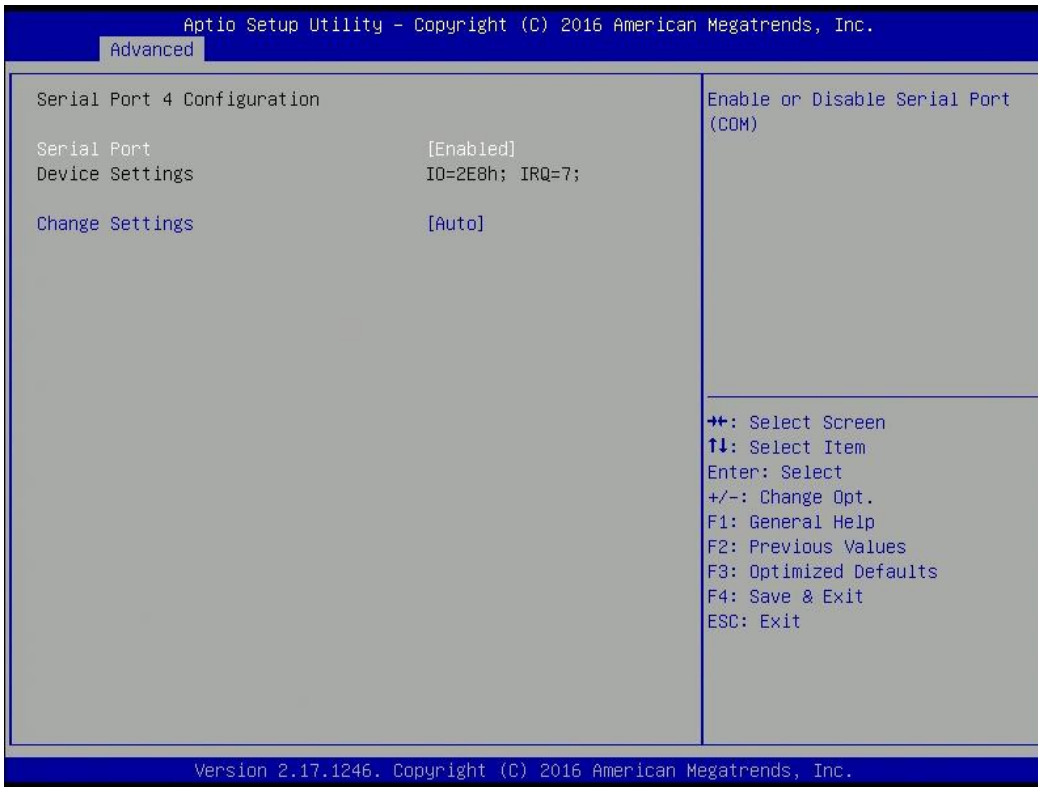 Aptio Setup Utility – Copyright (C) 2016 American Megatrends, Inc.
Advanced
Serial Port 4 Configuration
Serial Port [Enabled]
Device Settings IO=2E8h; IRQ=7;
Change Settings [Auto]
Enable or Disable Serial Port
(COM)
→←: Select Screen
↑↓: Select Item
Enter: Select
+/-: Change Opt.
F1: General Help
F2: Previous Values
F3: Optimized Defaults
F4: Save & Exit
ESC: Exit
Version 2.17.1246. Copyright (C) 2016 American Megatrends, Inc.